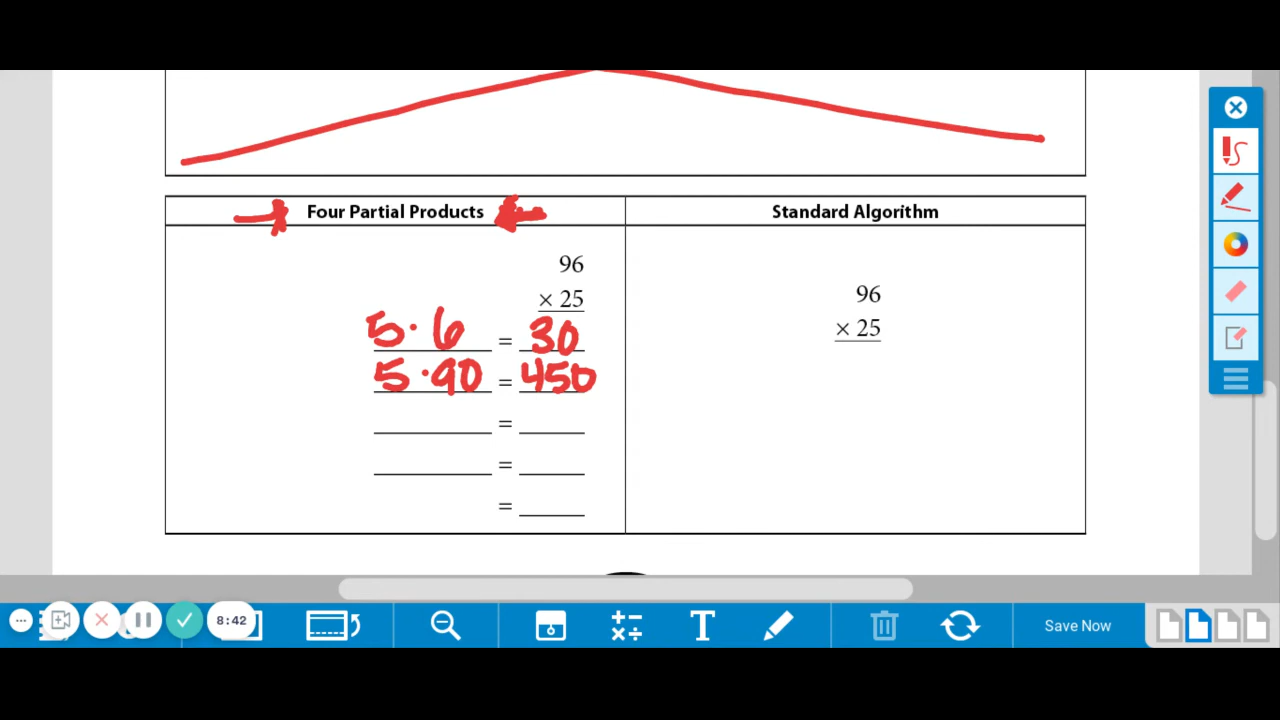 Four Partial Products
Standard Algorithm
96
× 25
5 · 6 = 30
5 · 90 = 450
=
=
=
96
× 25
8:42
T
Save Now